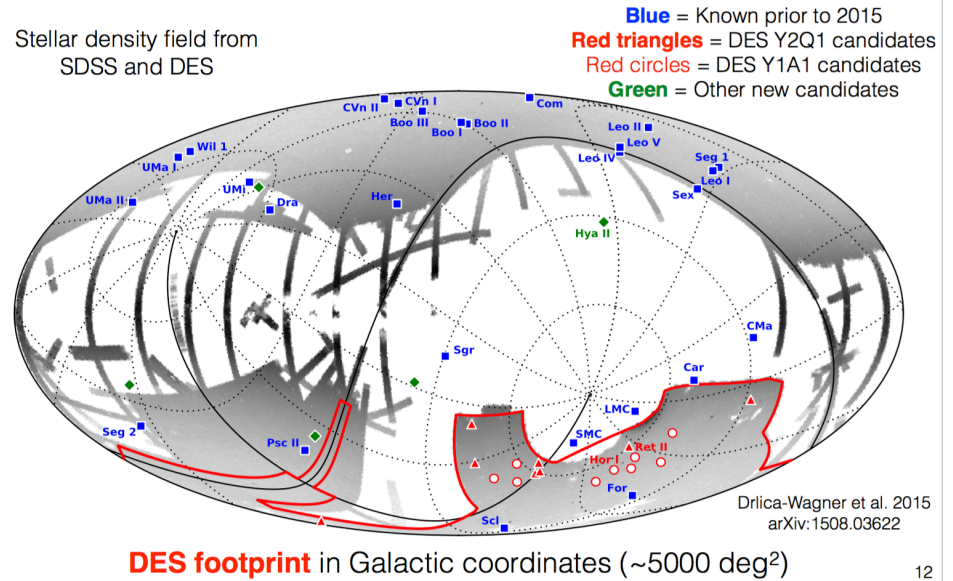 Blue = Known prior to 2015
Red triangles = DES Y2Q1 candidates
Red circles = DES Y1A1 candidates
Green = Other new candidates
Stellar density field from
SDSS and DES
CVn II
CVn I
Com
Boo III
Boo I
Boo II
Leo II
Leo V
Leo IV
Wil 1
UMa I
Seg 1
Leo I
UMi
Sex
UMa II
Dra
Her
Hya II
CMa
Sgr
Car
LMC
Seg 2
Psc II
SMC
Ret II
Hor I
For
Scl
Drlica-Wagner et al. 2015
arXiv:1508.03622
DES footprint in Galactic coordinates (~5000 deg²)
12